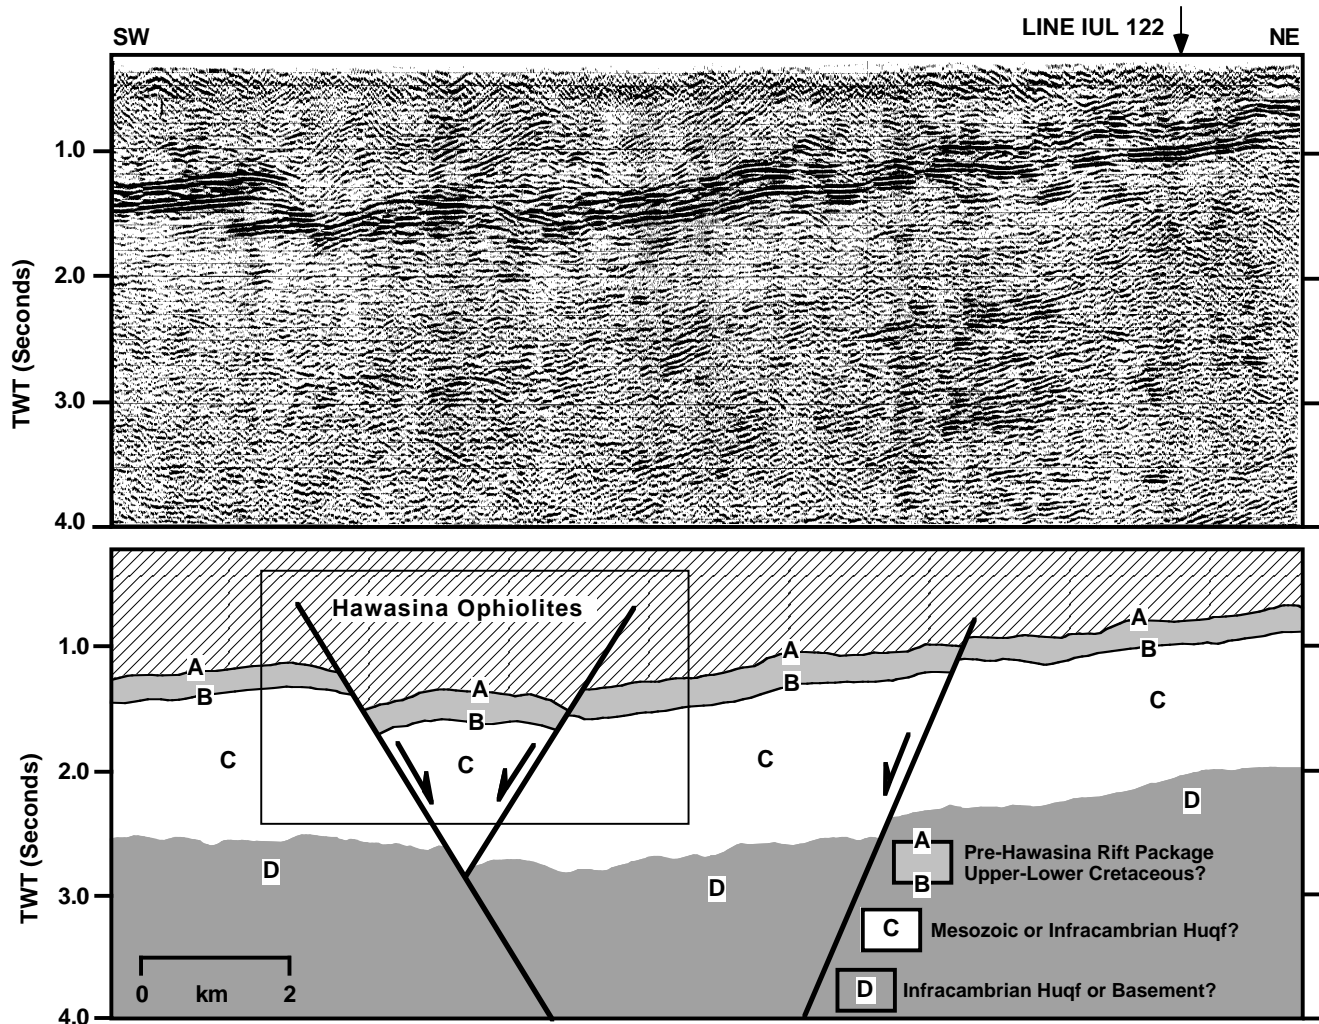 SW
LINE IUL 122
NE
1.0
2.0
3.0
4.0
TWT (Seconds)
Hawasina Ophiolites
A
B
A
B
A
B
A
B
C
C
C
C
D
D
D
1.0
2.0
3.0
4.0
TWT (Seconds)
A
B
Pre-Hawasina Rift Package
Upper-Lower Cretaceous?
C
Mesozoic or Infracambrian Huqf?
D
Infracambrian Huqf or Basement?
0 km 2